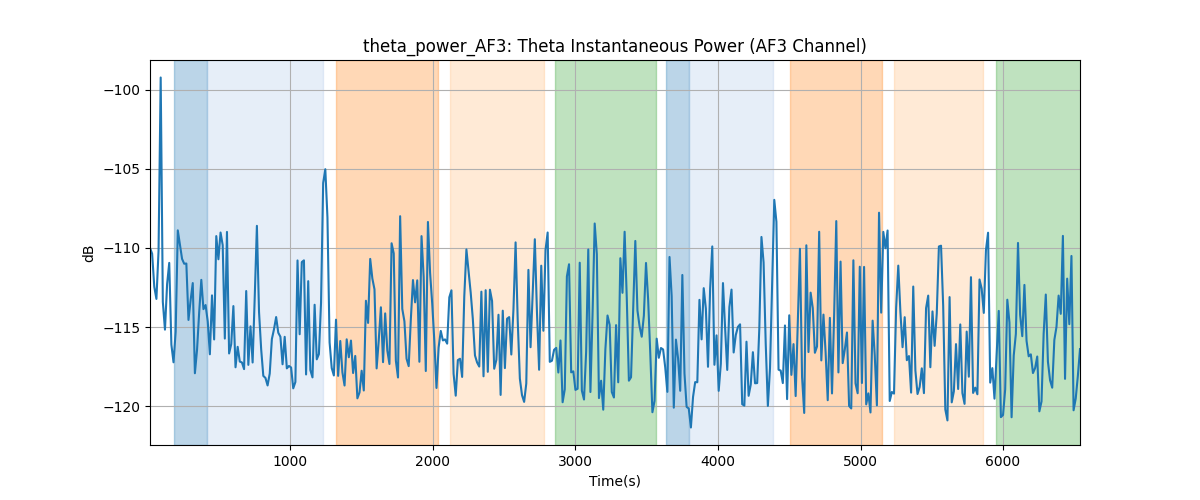 theta_power_AF3: Theta Instantaneous Power (AF3 Channel)
−100
−105
−110
−115
−120
dB
1000 2000 3000 4000 5000 6000
Time(s)